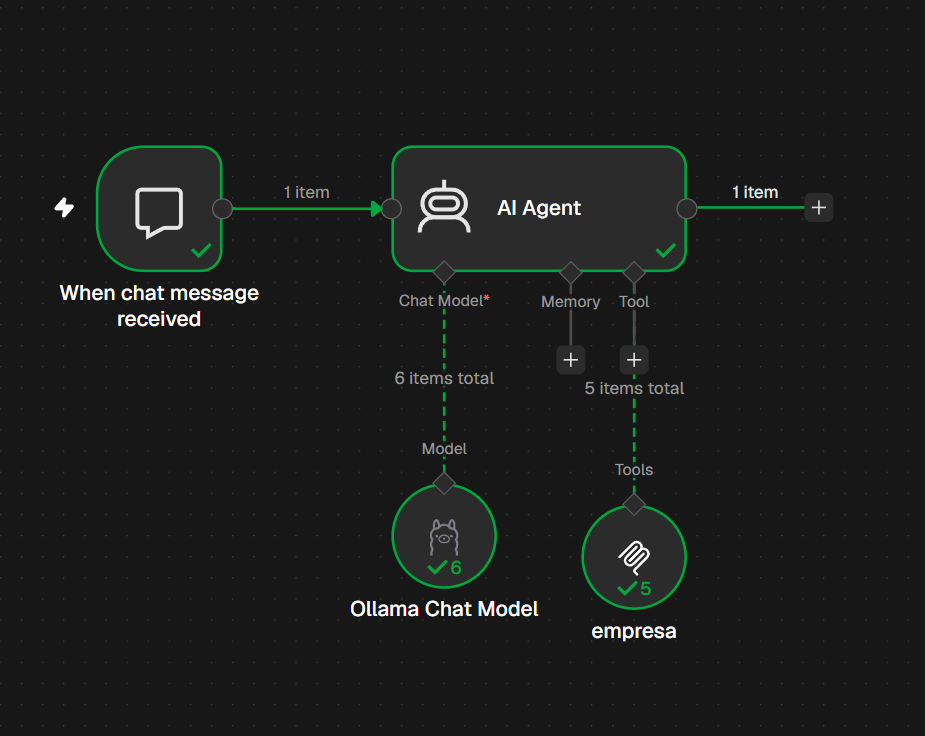 1 item
AI Agent
1 item
When chat message
received
Chat Model*
Memory
Tool
6 items total
5 items total
Model
Tools
6
5
Ollama Chat Model
empresa